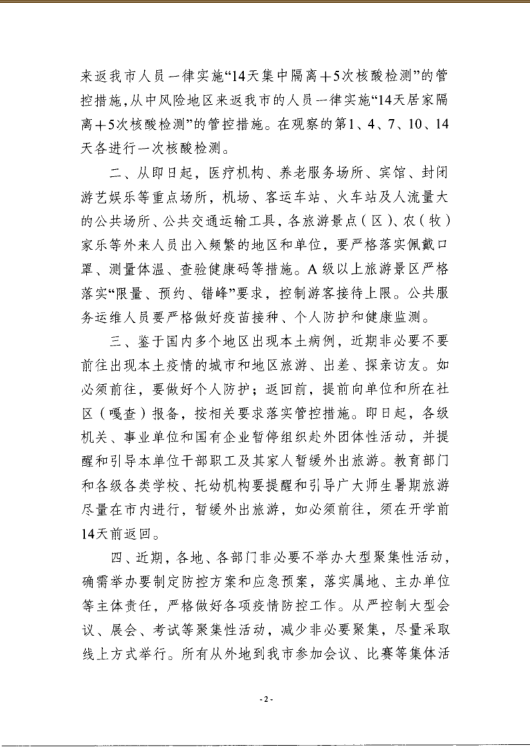 来返我市人员一律实施“14天集中隔离＋5次核酸检测”的管
控措施,从中风险地区来返我市的人员一律实施“14天居家隔
离＋5次核酸检测”的管控措施。在观察的第1、4、7、10、14
天各进行一次核酸检测。
二、从即日起，医疗机构、养老服务场所、宾馆、封闭
游艺娱乐等重点场所，机场、客运车站、火车站及人流量大
的公共场所、公共交通运输工具，各旅游景点（区）、农（牧）
家乐等外来人员出入频繁的地区和单位，要严格落实佩戴口
罩、测量体温、查验健康码等措施。A 级以上旅游景区严格
落实“限量、预约、错峰”要求，控制游客接待上限。公共服
务运维人员要严格做好疫苗接种、个人防护和健康监测。
三、鉴于国内多个地区出现本土病例，近期非必要不要
前往出现本土疫情的城市和地区旅游、出差、探亲访友。如
必须前往，要做好个人防护；返回前，提前向单位和所在社
区（嘎查）报备，按相关要求落实管控措施。即日起，各级
机关、事业单位和国有企业暂停组织赴外团体性活动，并提
醒和引导本单位干部职工及其家人暂缓外出旅游。教育部门
和各级各类学校、托幼机构要提醒和引导广大师生暑期旅游
尽量在市内进行，暂缓外出旅游，如必须前往，须在开学前
14天前返回。
四、近期，各地、各部门非必要不举办大型聚集性活动，
确需举办要制定防控方案和应急预案，落实属地、主办单位
等主体责任，严格做好各项疫情防控工作。从严控制大型会
议、展会、考试等聚集性活动，减少非必要聚集，尽量采取
线上方式举行。所有从外地到我市参加会议、比赛等集体活
- 2 -